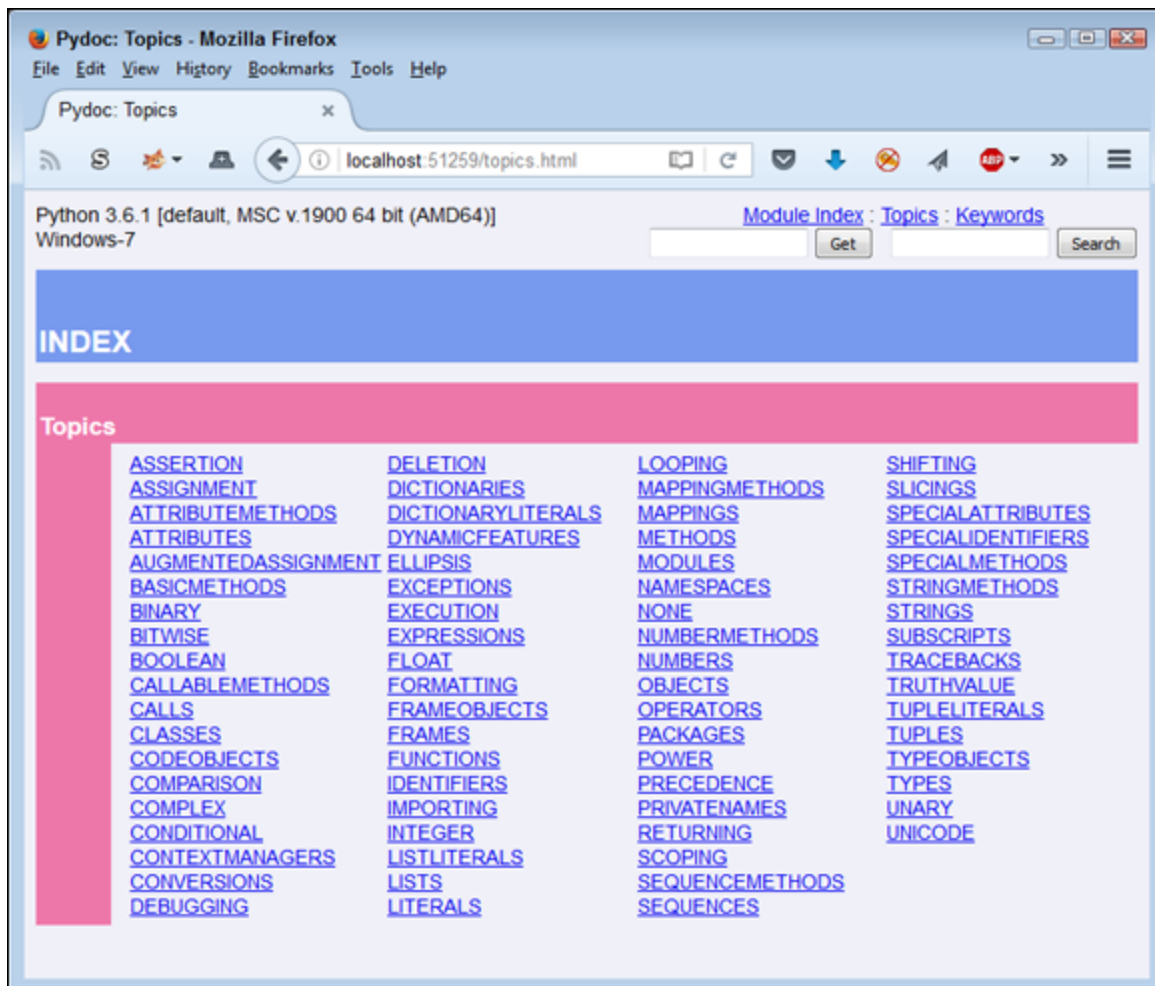 Pydoc: Topics - Mozilla Firefox
File Edit View History Bookmarks Tools Help
Pydoc: Topics
localhost:51259/topics.html
Python 3.6.1 [default, MSC v.1900 64 bit (AMD64)]
Windows-7
Module Index : Topics : Keywords
Get Search
INDEX
Topics
ASSERTION DELETION LOOPING SHIFTING
ASSIGNMENT DICTIONARIES MAPPINGMETHODS SLICINGS
ATTRIBUTEMETHODS DICTIONARYLITERALS MAPPINGS SPECIALATTRIBUTES
ATTRIBUTES DYNAMICFEATURES METHODS SPECIALIDENTIFIERS
AUGMENTEDASSIGNMENT ELLIPSIS MODULES SPECIALMETHODS
BASICMETHODS EXCEPTIONS NAMESPACES STRINGMETHODS
BINARY EXECUTION NONE STRINGS
BITWISE EXPRESSIONS NUMBERMETHODS SUBSCRIPTS
BOOLEAN FLOAT NUMBERS TRACEBACKS
CALLABLEMETHODS FORMATTING OBJECTS TRUTHVALUE
CALLS FRAMEOBJECTS OPERATORS TUPLELITERALS
CLASSES FRAMES PACKAGES TUPLES
CODEOBJECTS FUNCTIONS POWER TYPEOBJECTS
COMPARISON IDENTIFIERS PRECEDENCE TYPES
COMPLEX IMPORTING PRIVATENAMES UNARY
CONDITIONAL INTEGER RETURNING UNICODE
CONTEXTMANAGERS LISTLITERALS SCOPING
CONVERSIONS LISTS SEQUENCEMETHODS
DEBUGGING LITERALS SEQUENCES